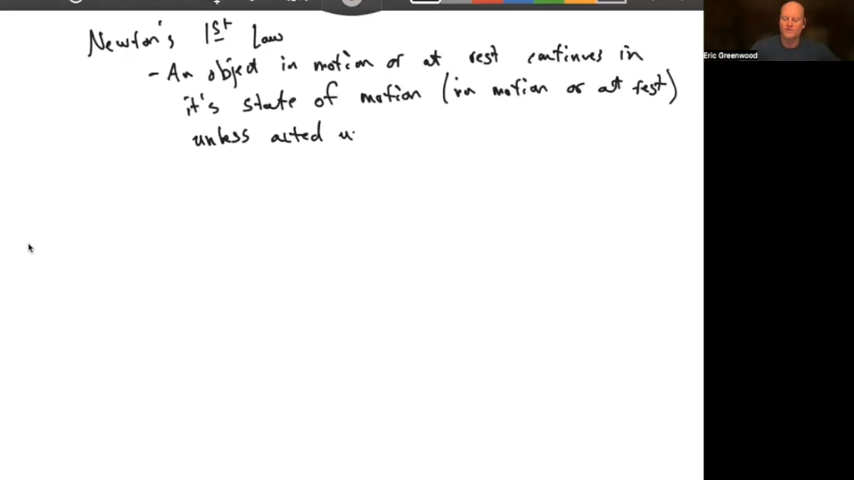 Newton's 1st Law
- An object in motion or at rest continues in
it's state of motion (in motion or at rest)
unless acted u
Eric Greenwood